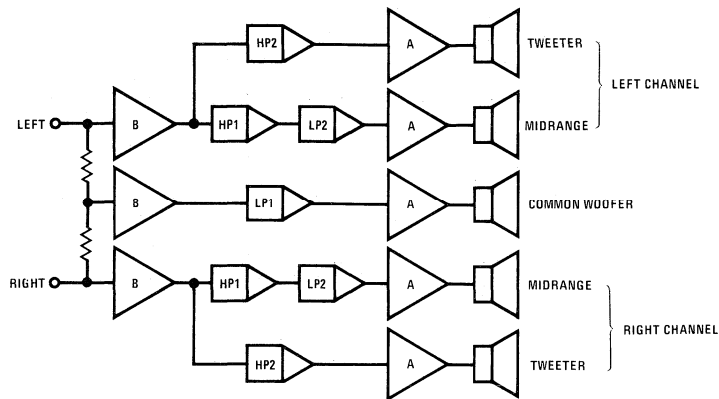 HP2 A TWEETER
LEFT CHANNEL
LEFT B HP1 LP2 A MIDRANGE
B LP1 A COMMON WOOFER
RIGHT B HP1 LP2 A MIDRANGE
RIGHT CHANNEL
HP2 A TWEETER